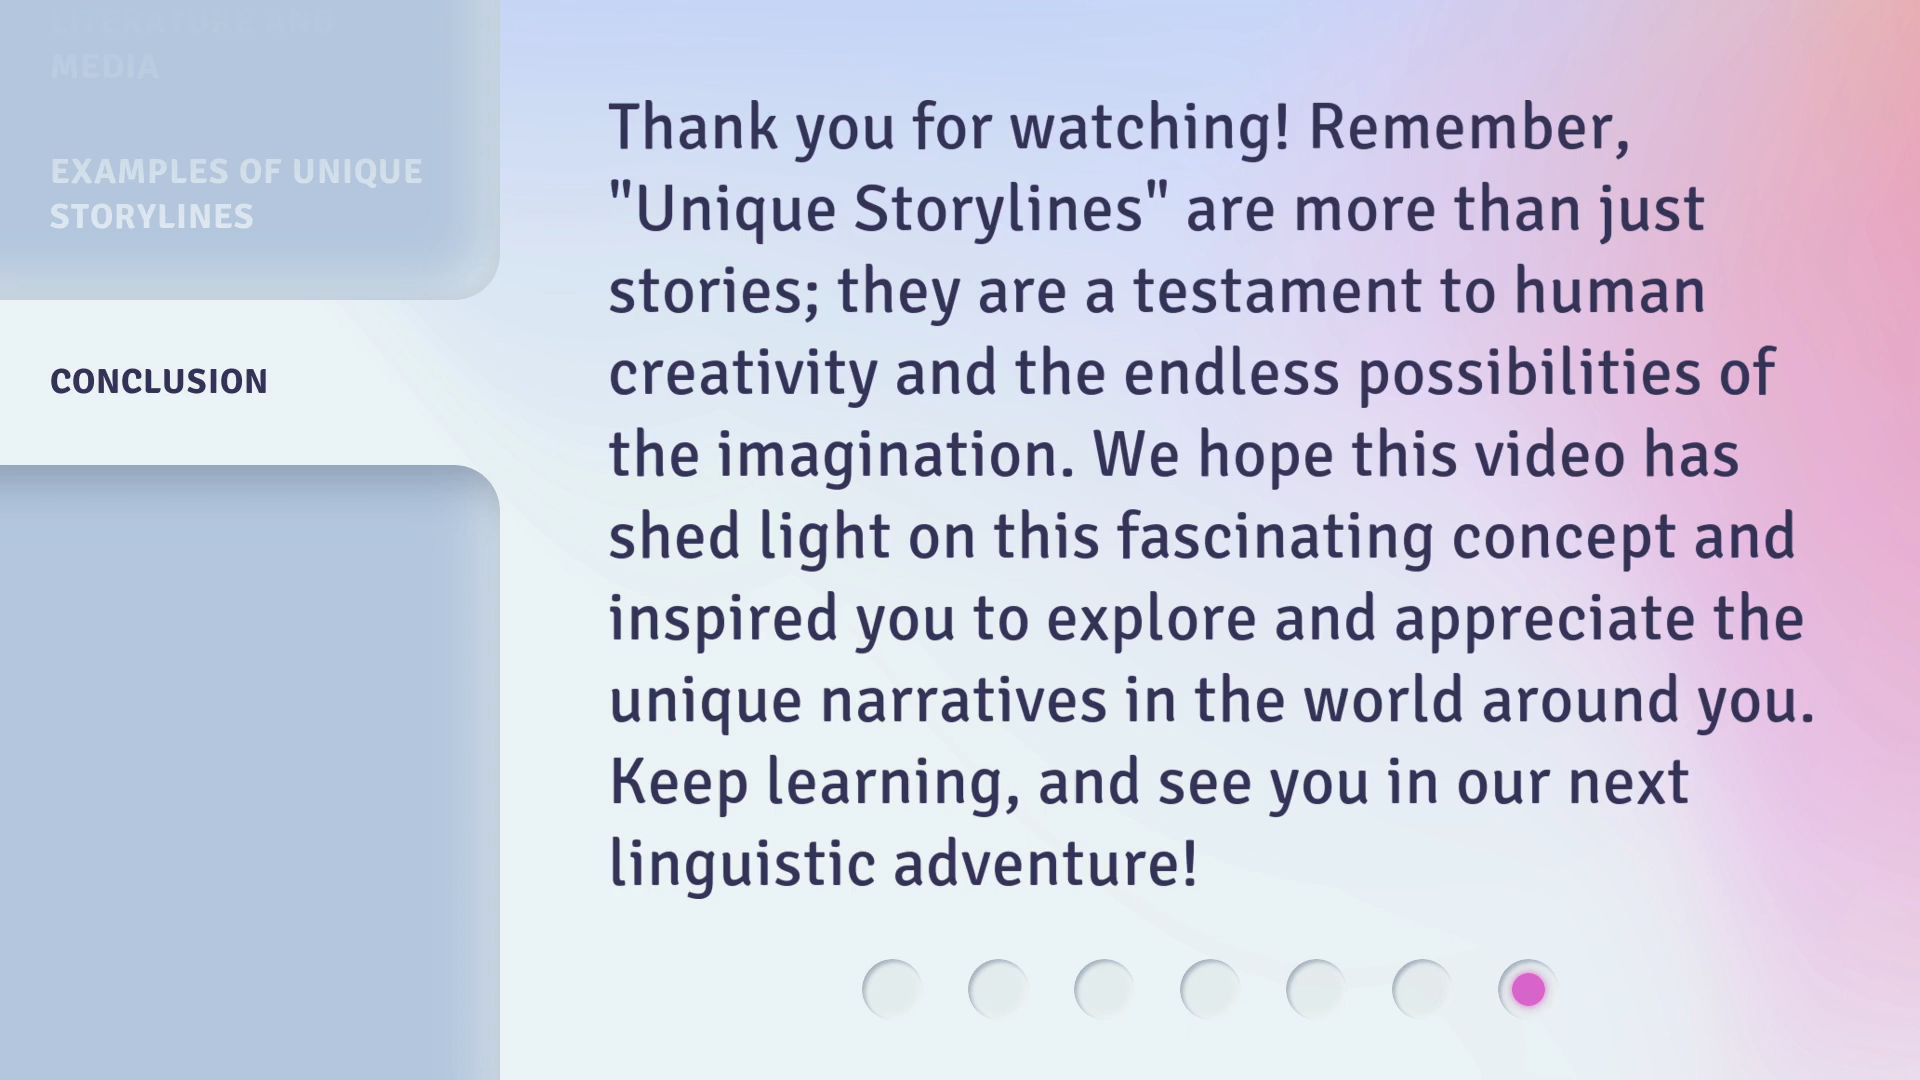 LITERATURE AND
MEDIA
EXAMPLES OF UNIQUE
STORYLINES
CONCLUSION
Thank you for watching! Remember,
"Unique Storylines" are more than just
stories; they are a testament to human
creativity and the endless possibilities of
the imagination. We hope this video has
shed light on this fascinating concept and
inspired you to explore and appreciate the
unique narratives in the world around you.
Keep learning, and see you in our next
linguistic adventure!